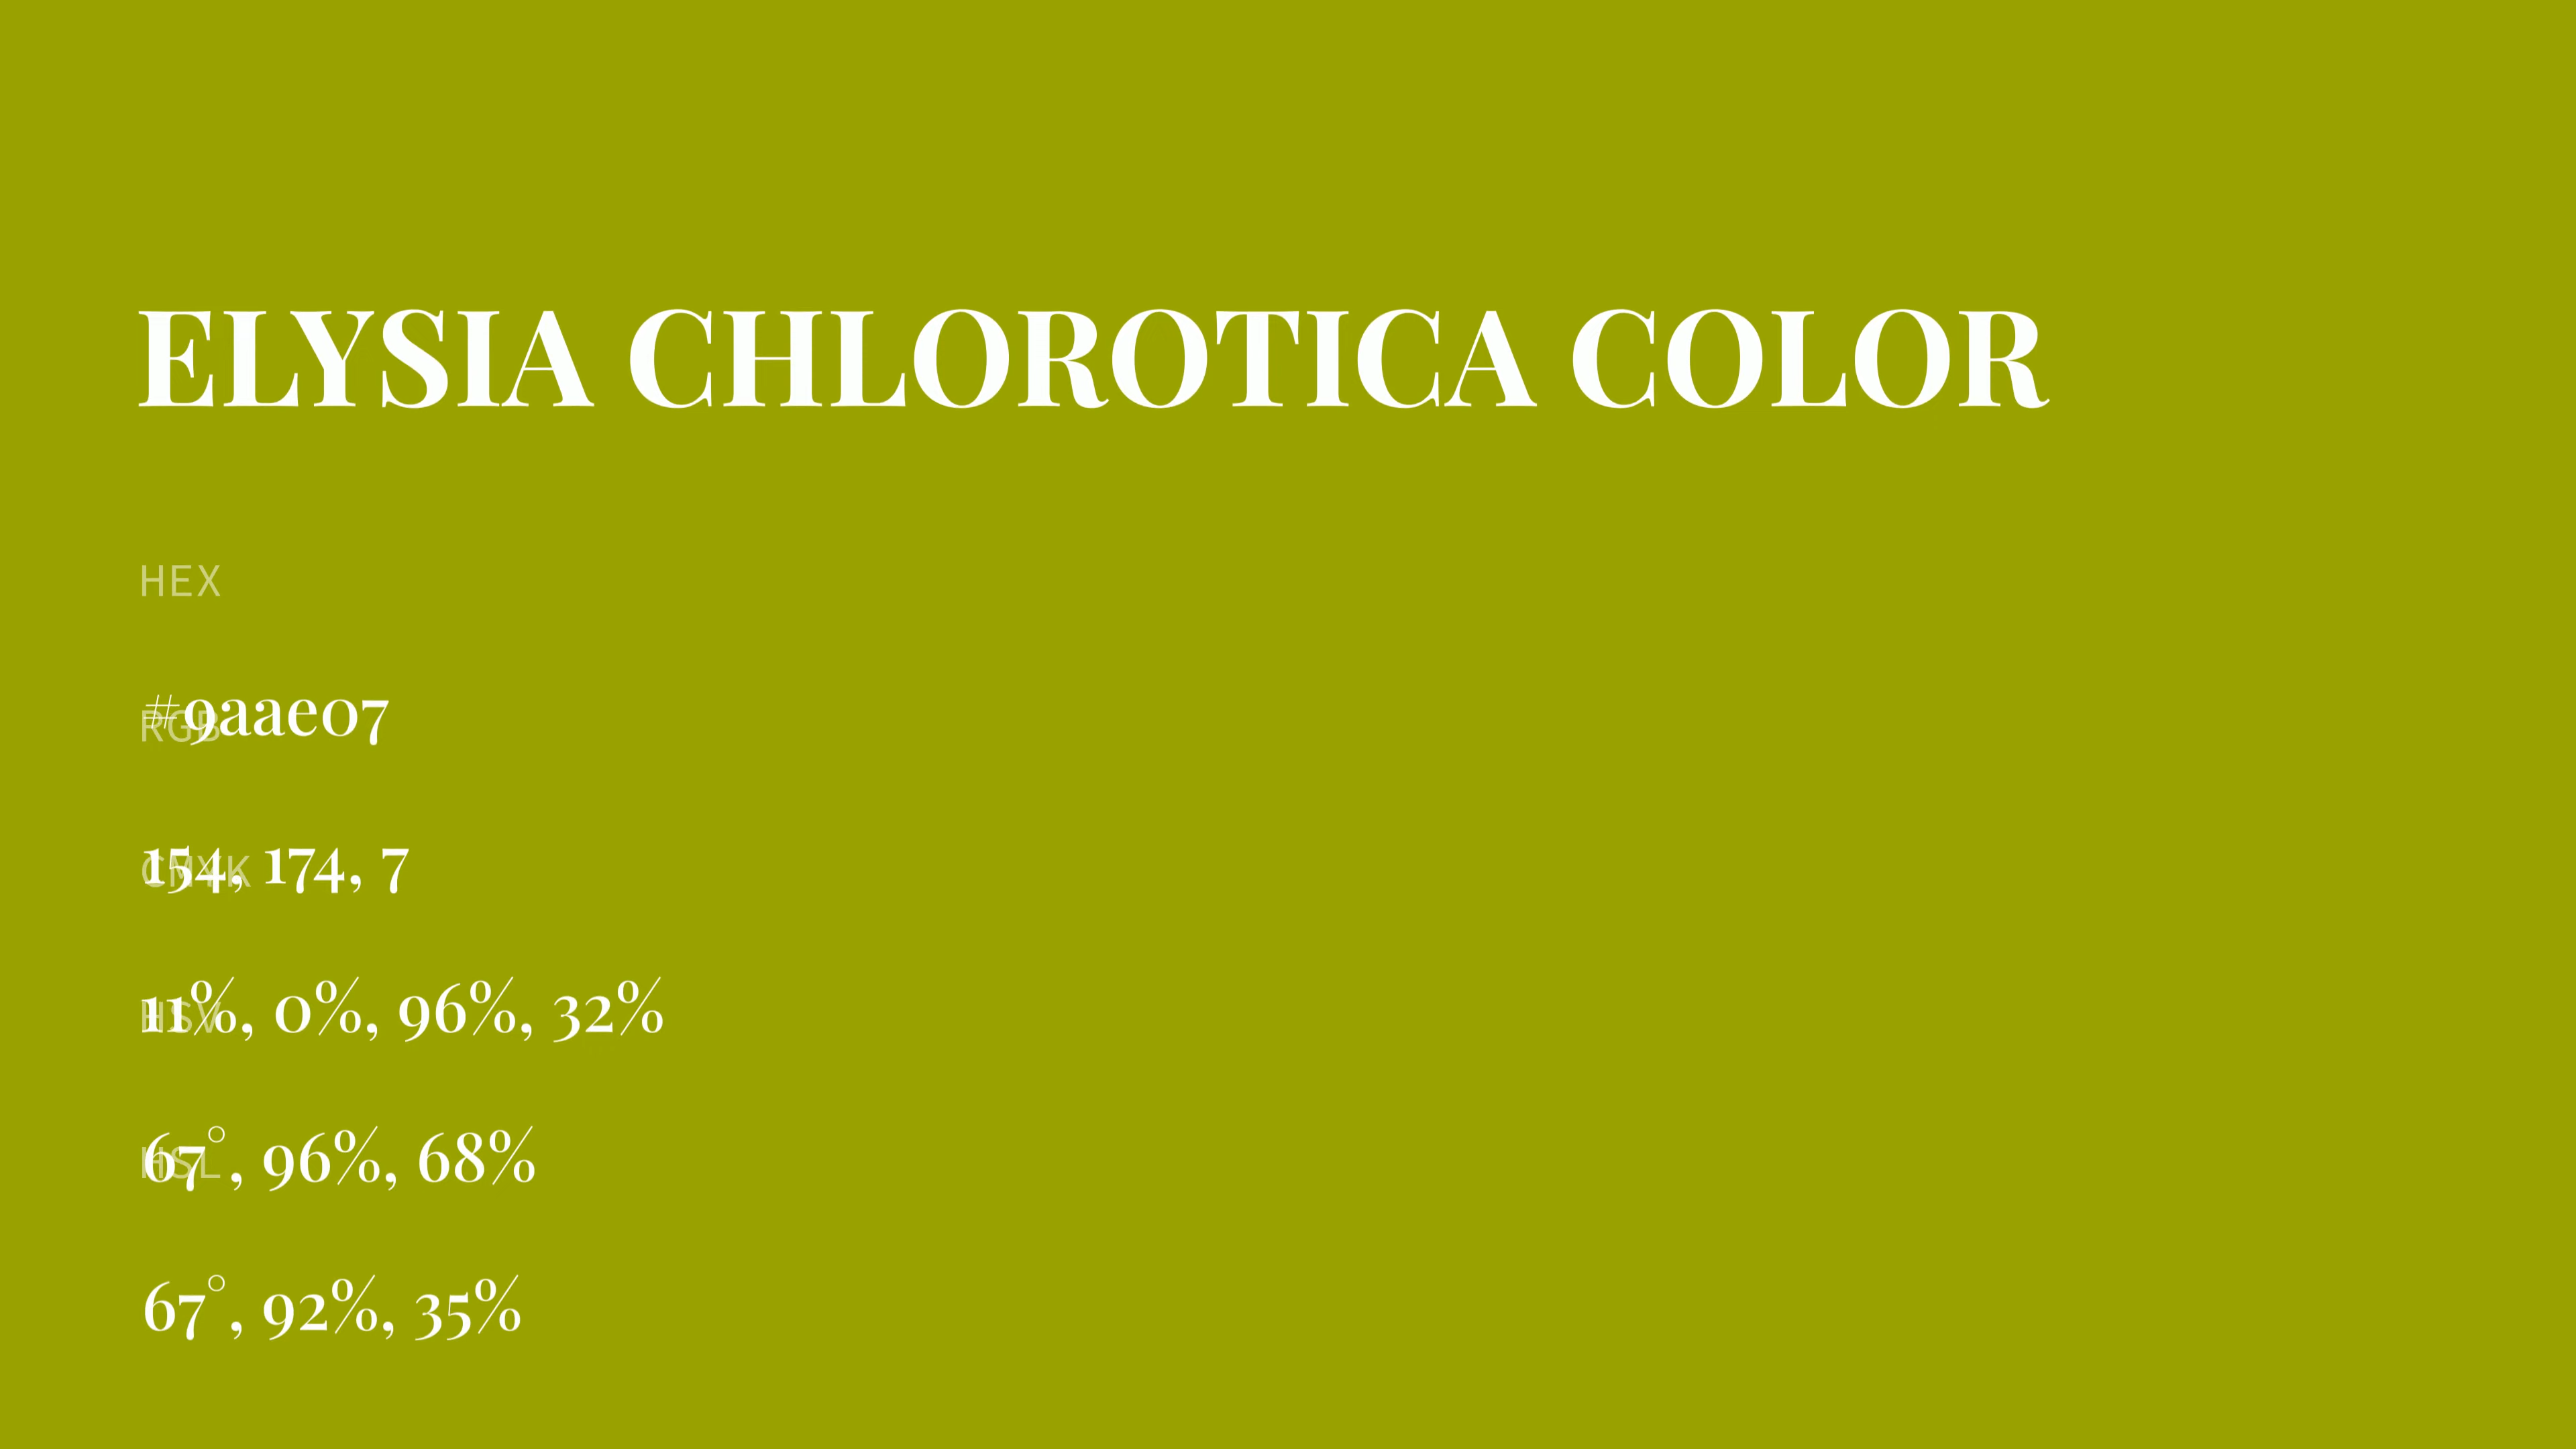 ELYSIA CHLOROTICA COLOR
HEX
#9aae07
RGB
154, 174, 7
CMYK
11%, 0%, 96%, 32%
HSV
67°, 96%, 68%
HSL
67°, 92%, 35%